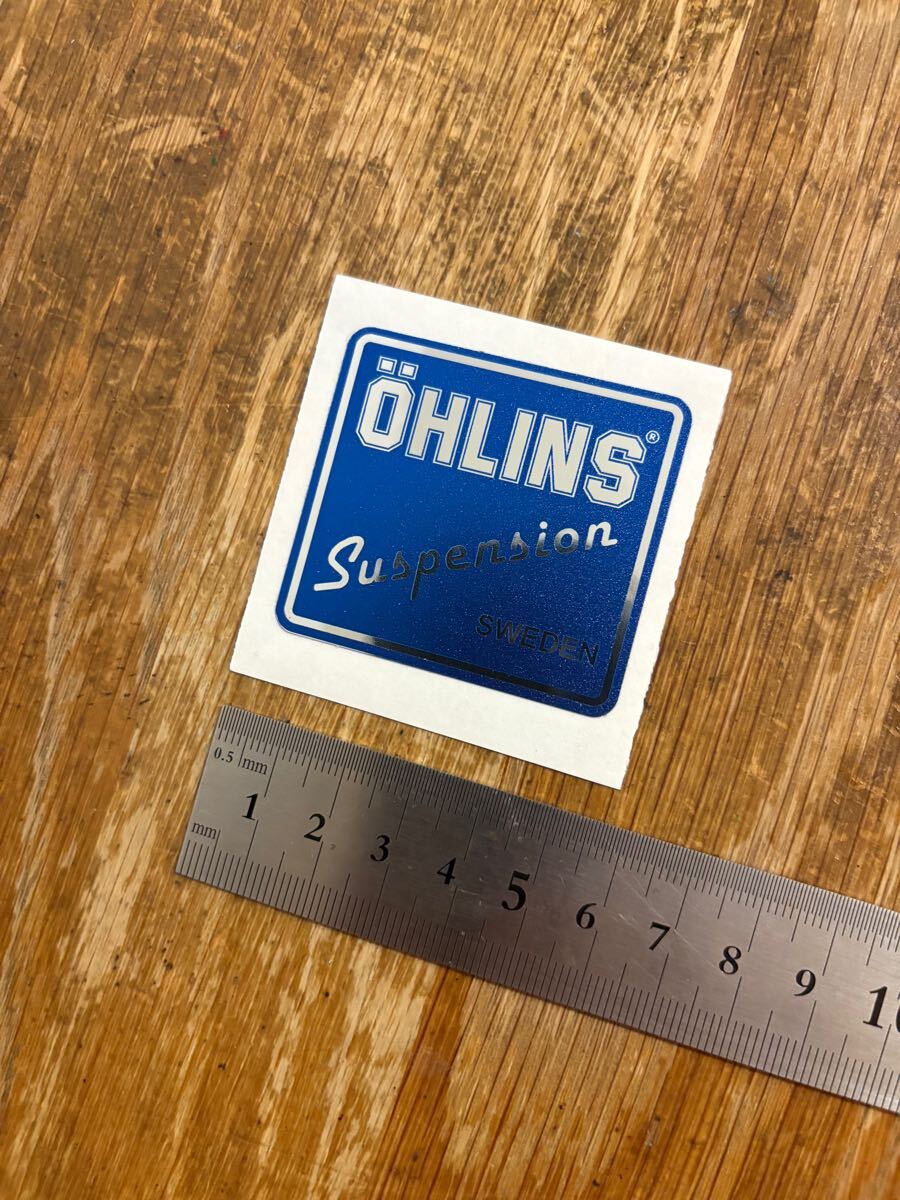 ÖHLINS®
Suspension
SWEDEN
0.5 mm
1 2 3 4 5 6 7 8 9 10
mm